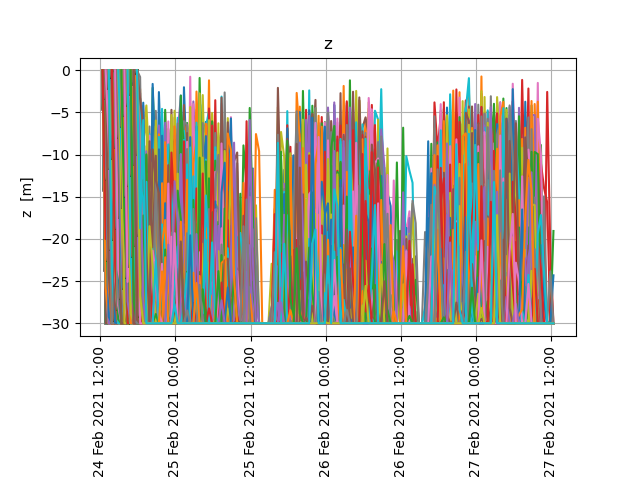 z
0
−5
−10
−15
−20
−25
−30
z [m]
24 Feb 2021 12:00
25 Feb 2021 00:00
25 Feb 2021 12:00
26 Feb 2021 00:00
26 Feb 2021 12:00
27 Feb 2021 00:00
27 Feb 2021 12:00